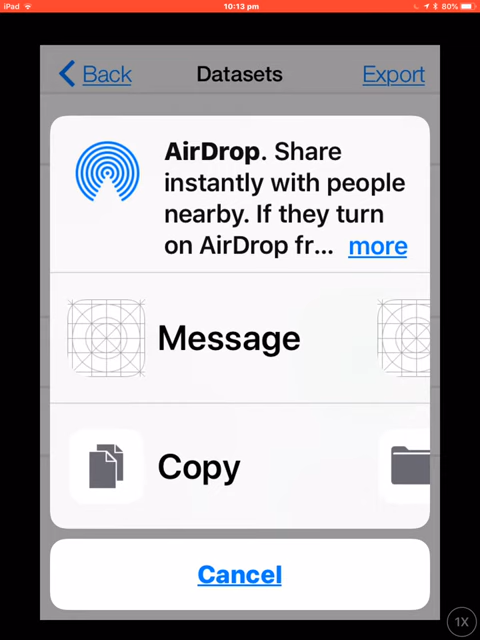 iPad 10:13 pm 80%
Back Datasets Export
AirDrop. Share
instantly with people
nearby. If they turn
on AirDrop fr... more
Message
Copy
Cancel
1X